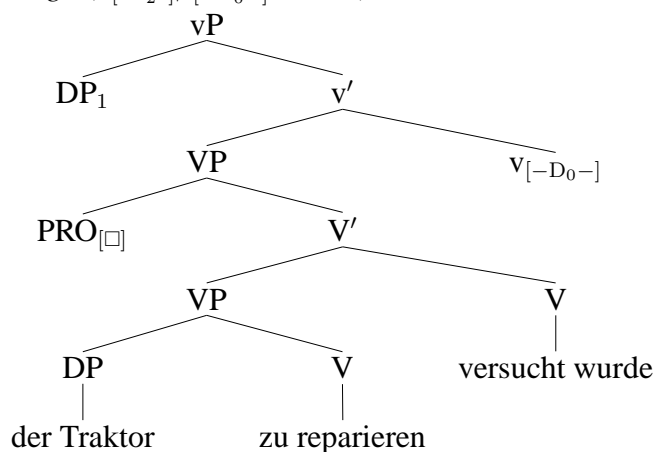 vP
DP₁ v′
VP v[−D₀−]
PRO[□] V′
VP V
DP V versucht wurde
der Traktor zu reparieren